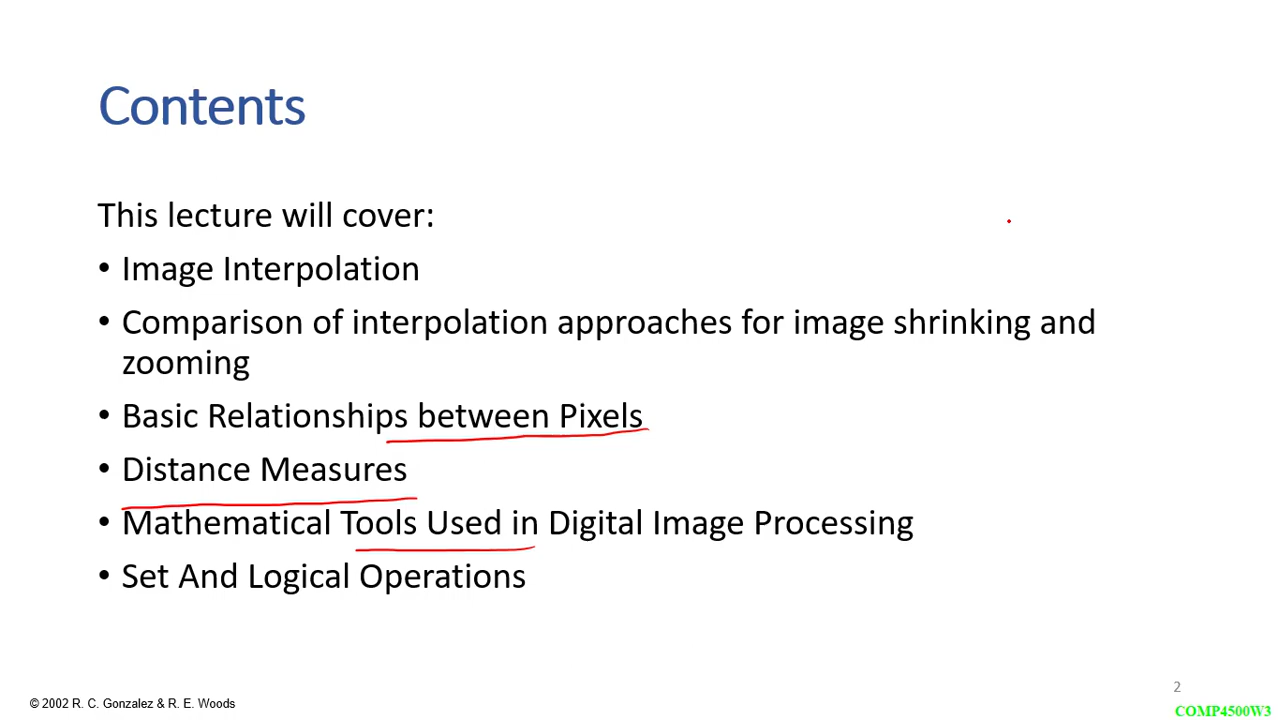 Contents
This lecture will cover:
• Image Interpolation
• Comparison of interpolation approaches for image shrinking and
zooming
• Basic Relationships between Pixels
• Distance Measures
• Mathematical Tools Used in Digital Image Processing
• Set And Logical Operations
2
© 2002 R. C. Gonzalez & R. E. Woods
COMP4500W3